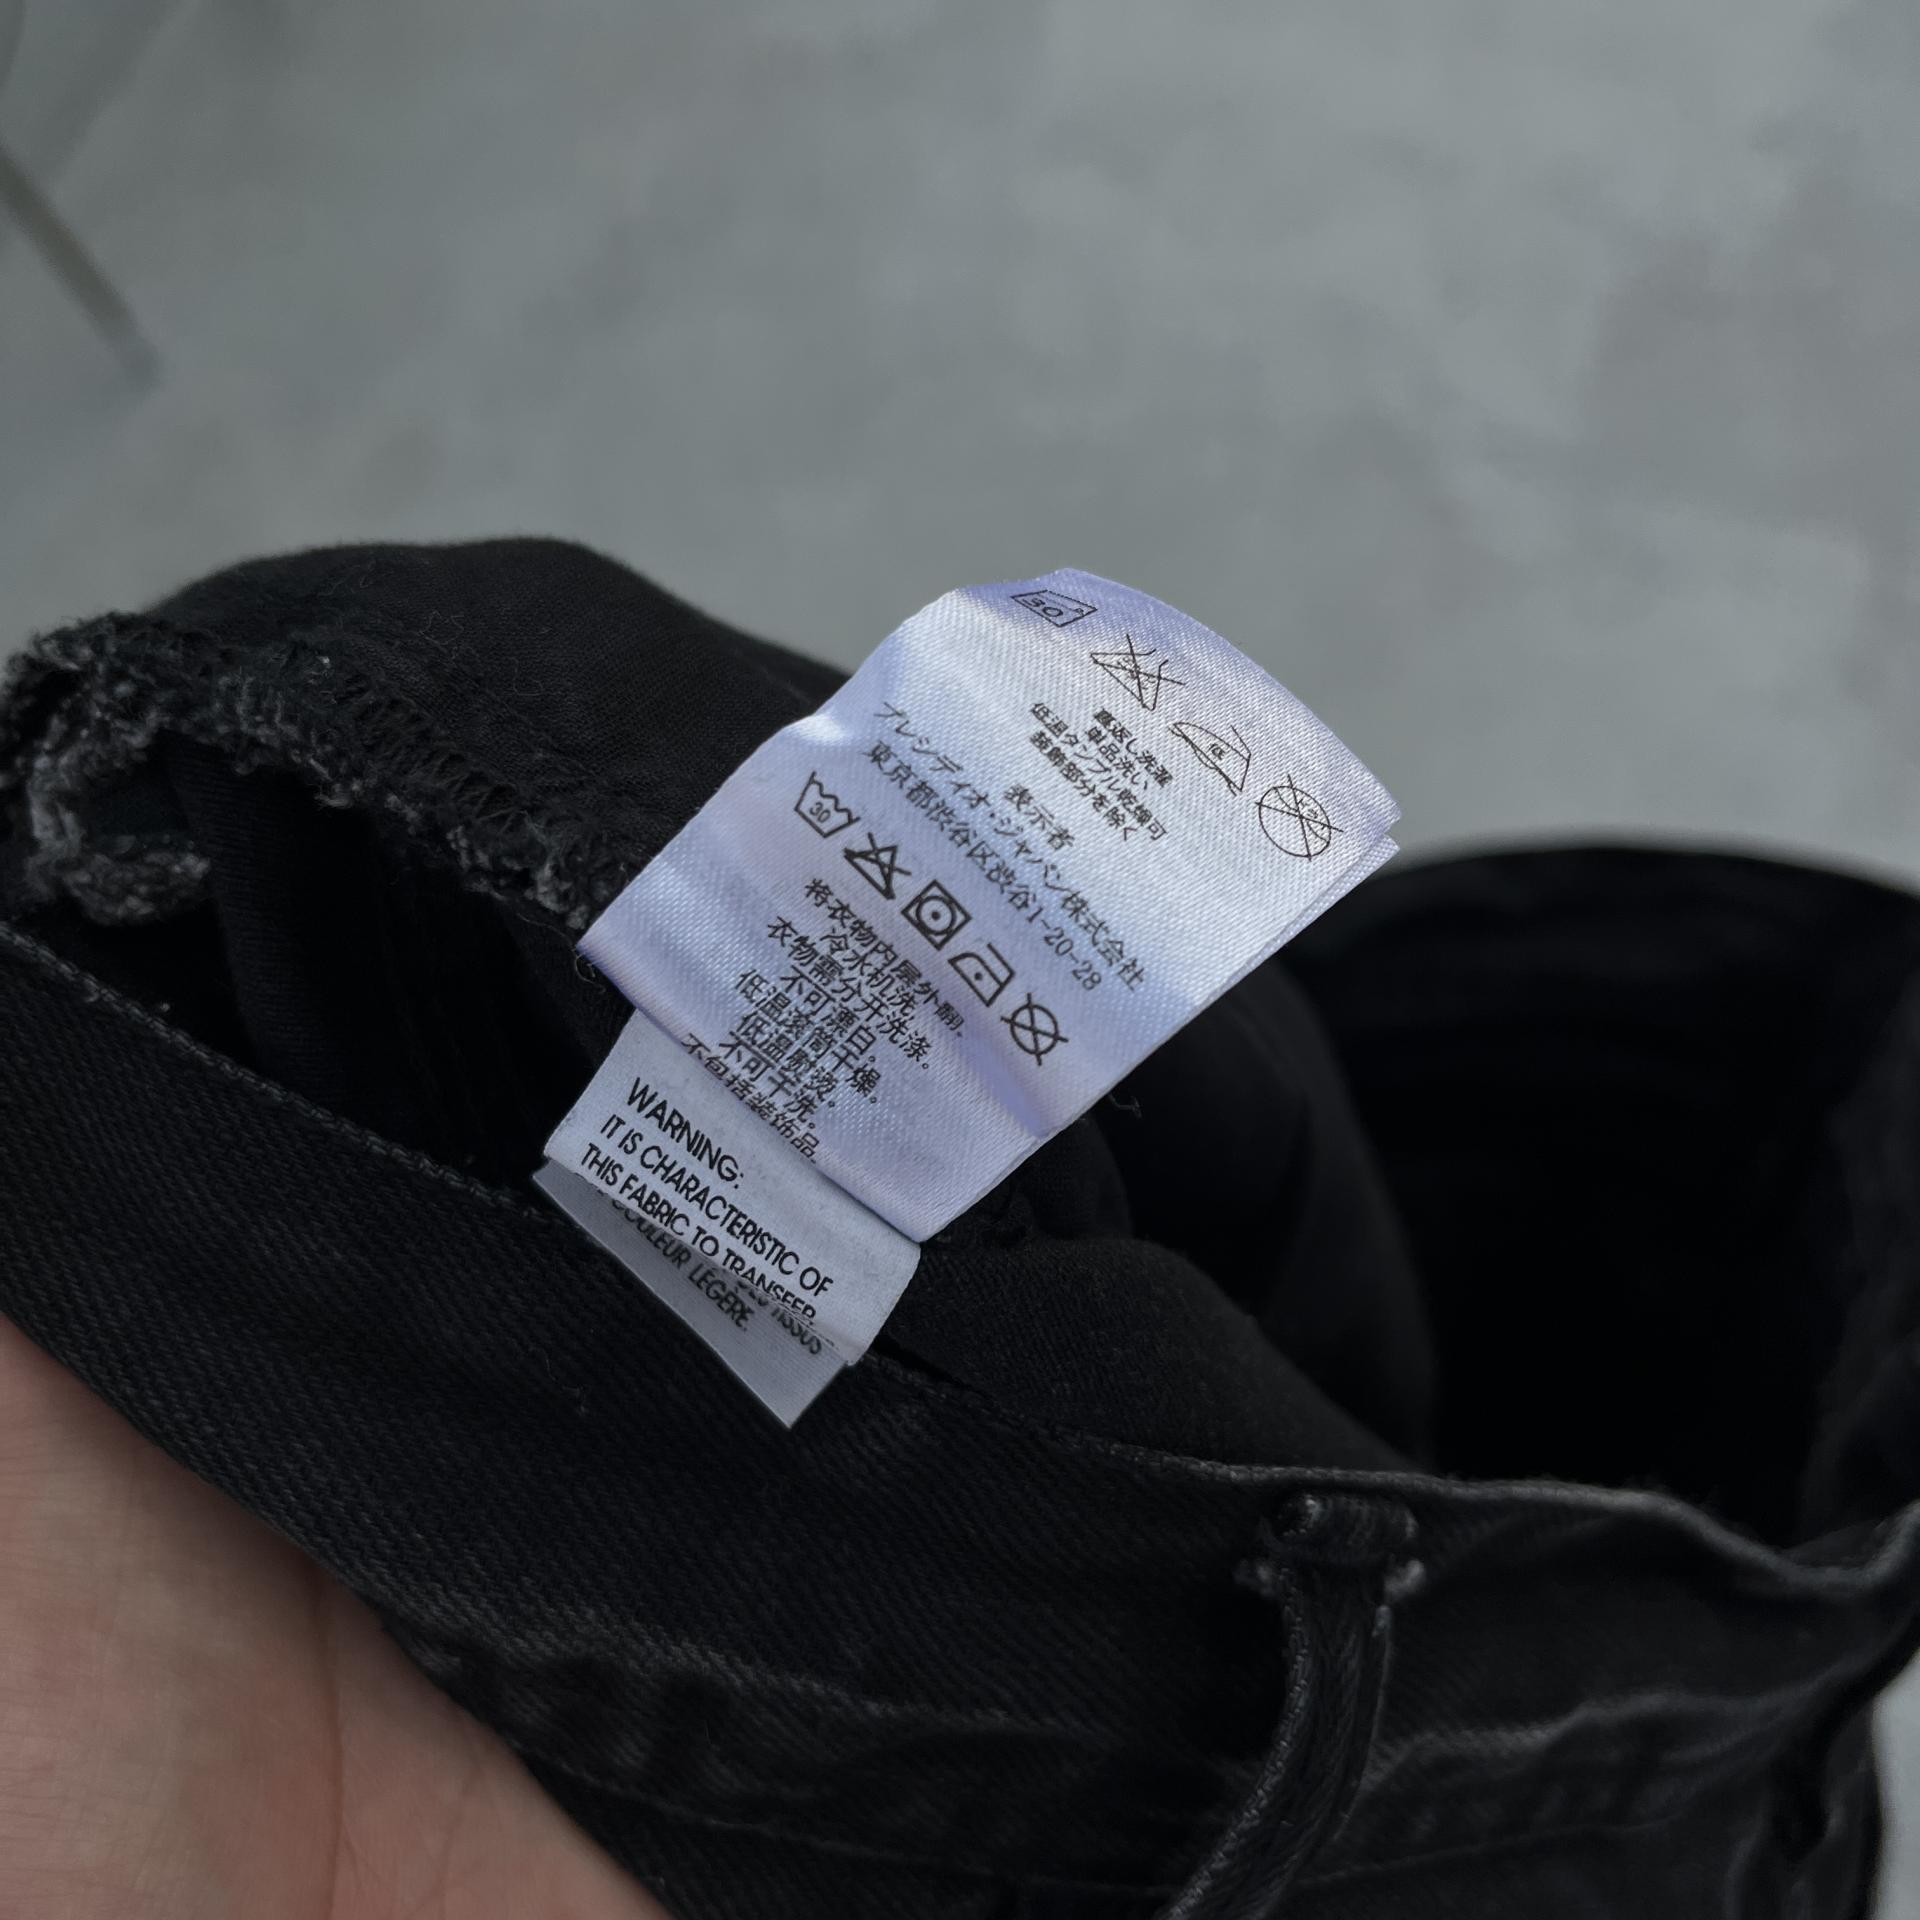 30
低
裏返し洗濯
単品洗い、
低温タンブル乾燥可
装飾部分を除く
表示者
プレシディオ・ジャパン株式会社
東京都渋谷区渋谷1-20-28
30
将衣物内层外翻.
冷水机洗。
衣物需分开洗涤。
不可漂白。
低温滚筒干燥。
低温熨烫。
不可干洗。
不包括装饰品
WARNING:
IT IS CHARACTERISTIC OF
THIS FABRIC TO TRANSFER.
DES TISSUS
COULEUR LÉGÈRE.